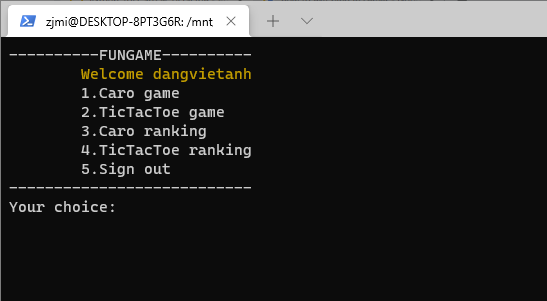 zjmi@DESKTOP-8PT3G6R: /mnt
----------FUNGAME----------
Welcome dangvietanh
1.Caro game
2.TicTacToe game
3.Caro ranking
4.TicTacToe ranking
5.Sign out
---------------------------
Your choice: